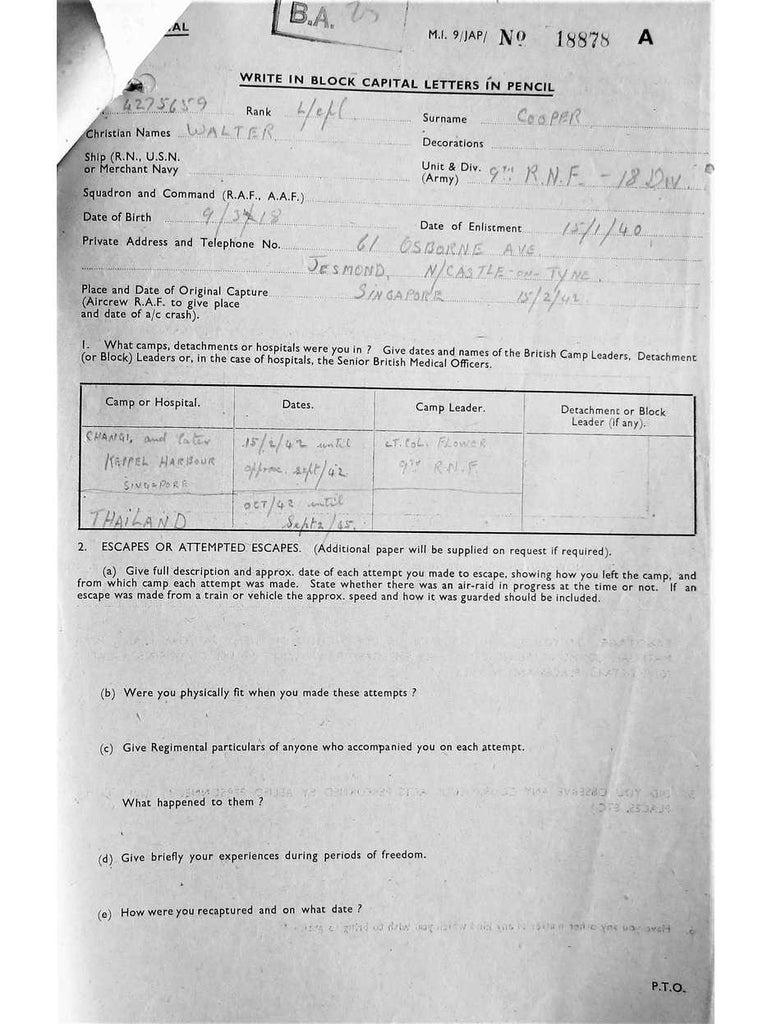 AL
B.A. 25
M.I. 9/JAP/ Nº 18878 A
WRITE IN BLOCK CAPITAL LETTERS IN PENCIL
4275659 Rank L/cpl Surname COOPER
Christian Names WALTER Decorations
Ship (R.N., U.S.N. or Merchant Navy
Unit & Div. (Army) 9TH R.N.F. - 18 DIV.
Squadron and Command (R.A.F., A.A.F.)
Date of Birth 9/3/18 Date of Enlistment 15/1/40
Private Address and Telephone No. 61 OSBORNE AVE
JESMOND, N/CASTLE-ON-TYNE.
Place and Date of Original Capture SINGAPORE 15/2/42
(Aircrew R.A.F. to give place
and date of a/c crash).
1. What camps, detachments or hospitals were you in ? Give dates and names of the British Camp Leaders, Detachment
(or Block) Leaders or, in the case of hospitals, the Senior British Medical Officers.
Camp or Hospital. Dates. Camp Leader. Detachment or Block
Leader (if any).
CHANGI, and later 15/2/42 until LT. COL. FLOWER
KEPPEL HARBOUR approx. sept/42 9TH R.N.F.
SINGAPORE
THAILAND OCT/42 until
Sept/45.
2. ESCAPES OR ATTEMPTED ESCAPES. (Additional paper will be supplied on request if required).
(a) Give full description and approx. date of each attempt you made to escape, showing how you left the camp, and
from which camp each attempt was made. State whether there was an air-raid in progress at the time or not. If an
escape was made from a train or vehicle the approx. speed and how it was guarded should be included.
(b) Were you physically fit when you made these attempts ?
(c) Give Regimental particulars of anyone who accompanied you on each attempt.
What happened to them ?
(d) Give briefly your experiences during periods of freedom.
(e) How were you recaptured and on what date ?
P.T.O.